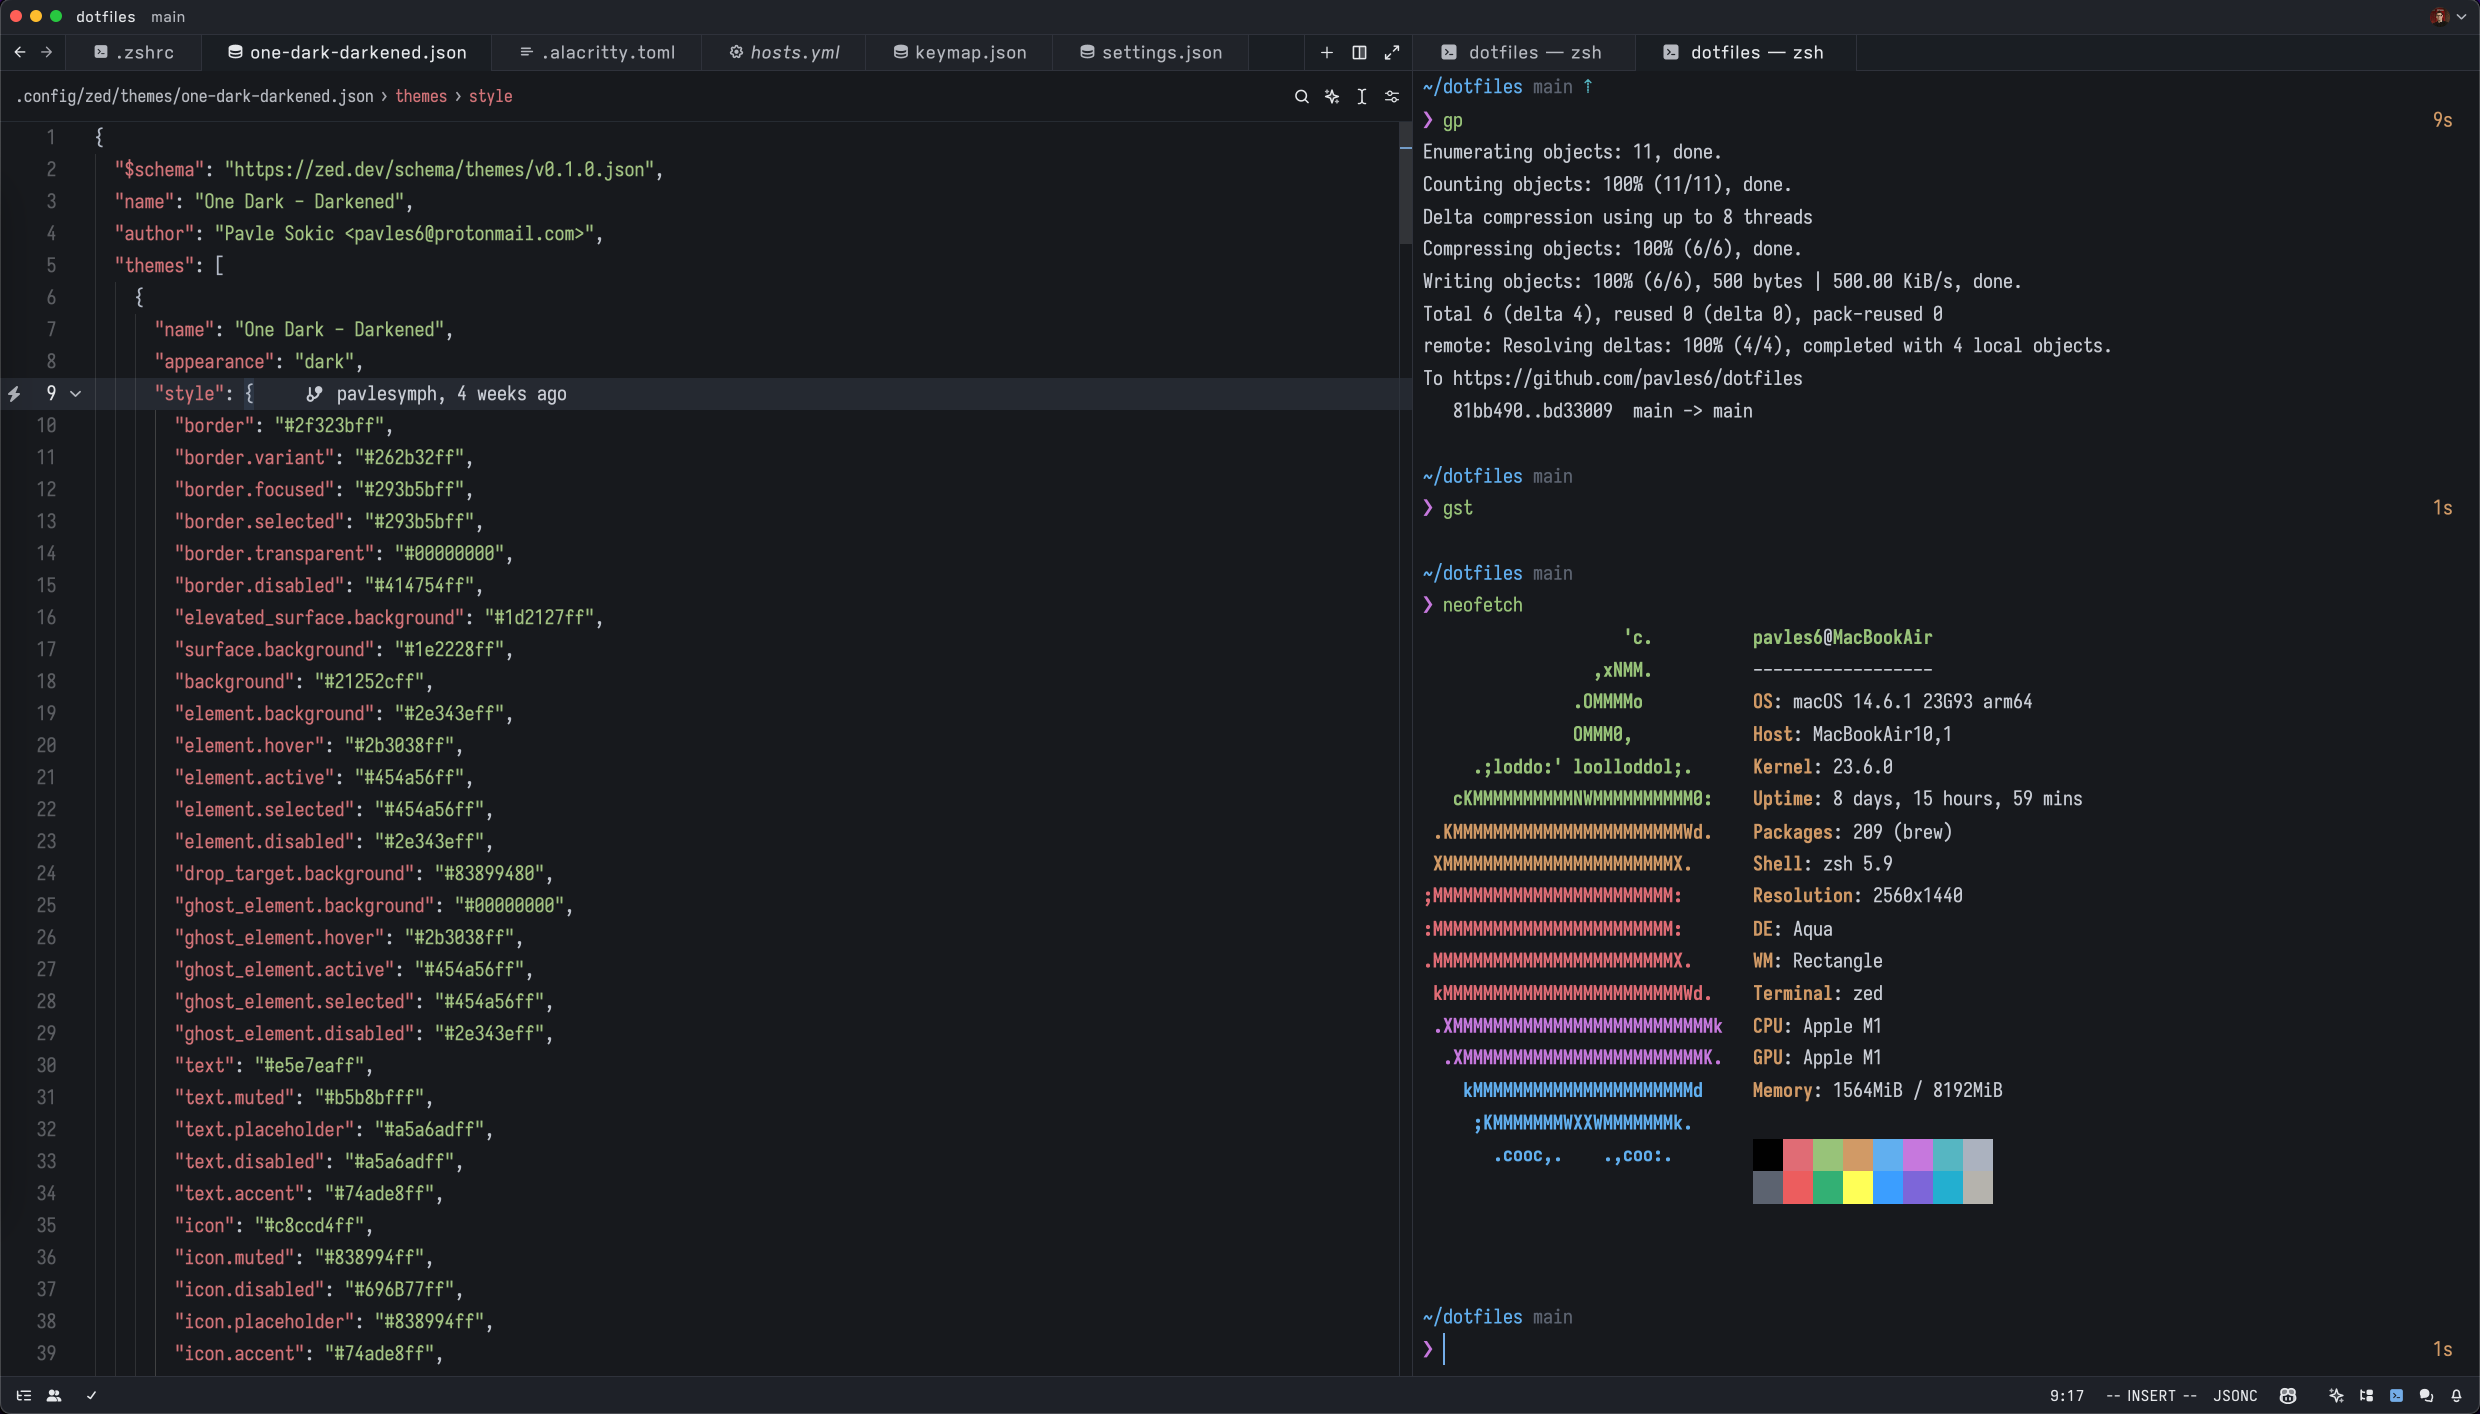 dotfiles main
.zshrc one-dark-darkened.json .alacritty.toml hosts.yml keymap.json settings.json
.config/zed/themes/one-dark-darkened.json › themes › style
1 {
2 "$schema": "https://zed.dev/schema/themes/v0.1.0.json",
3 "name": "One Dark - Darkened",
4 "author": "Pavle Sokic <pavles6@protonmail.com>",
5 "themes": [
6 {
7 "name": "One Dark - Darkened",
8 "appearance": "dark",
9 "style": { pavlesymph, 4 weeks ago
10 "border": "#2f323bff",
11 "border.variant": "#262b32ff",
12 "border.focused": "#293b5bff",
13 "border.selected": "#293b5bff",
14 "border.transparent": "#00000000",
15 "border.disabled": "#414754ff",
16 "elevated_surface.background": "#1d2127ff",
17 "surface.background": "#1e2228ff",
18 "background": "#21252cff",
19 "element.background": "#2e343eff",
20 "element.hover": "#2b3038ff",
21 "element.active": "#454a56ff",
22 "element.selected": "#454a56ff",
23 "element.disabled": "#2e343eff",
24 "drop_target.background": "#83899480",
25 "ghost_element.background": "#00000000",
26 "ghost_element.hover": "#2b3038ff",
27 "ghost_element.active": "#454a56ff",
28 "ghost_element.selected": "#454a56ff",
29 "ghost_element.disabled": "#2e343eff",
30 "text": "#e5e7eaff",
31 "text.muted": "#b5b8bfff",
32 "text.placeholder": "#a5a6adff",
33 "text.disabled": "#a5a6adff",
34 "text.accent": "#74ade8ff",
35 "icon": "#c8ccd4ff",
36 "icon.muted": "#838994ff",
37 "icon.disabled": "#696B77ff",
38 "icon.placeholder": "#838994ff",
39 "icon.accent": "#74ade8ff",
dotfiles — zsh dotfiles — zsh
~/dotfiles main ↑
❯ gp 9s
Enumerating objects: 11, done.
Counting objects: 100% (11/11), done.
Delta compression using up to 8 threads
Compressing objects: 100% (6/6), done.
Writing objects: 100% (6/6), 500 bytes | 500.00 KiB/s, done.
Total 6 (delta 4), reused 0 (delta 0), pack-reused 0
remote: Resolving deltas: 100% (4/4), completed with 4 local objects.
To https://github.com/pavles6/dotfiles
81bb490..bd33009 main -> main
~/dotfiles main
❯ gst 1s
~/dotfiles main
❯ neofetch
'c. pavles6@MacBookAir
,xNMM. ------------------
.OMMMMo OS: macOS 14.6.1 23G93 arm64
OMMM0, Host: MacBookAir10,1
.;loddo:' loolloddol;. Kernel: 23.6.0
cKMMMMMMMMMMNWMMMMMMMMMM0: Uptime: 8 days, 15 hours, 59 mins
.KMMMMMMMMMMMMMMMMMMMMMMMWd. Packages: 209 (brew)
XMMMMMMMMMMMMMMMMMMMMMMMX. Shell: zsh 5.9
;MMMMMMMMMMMMMMMMMMMMMMMM: Resolution: 2560x1440
:MMMMMMMMMMMMMMMMMMMMMMMM: DE: Aqua
.MMMMMMMMMMMMMMMMMMMMMMMMX. WM: Rectangle
kMMMMMMMMMMMMMMMMMMMMMMMMWd. Terminal: zed
.XMMMMMMMMMMMMMMMMMMMMMMMMMMk CPU: Apple M1
.XMMMMMMMMMMMMMMMMMMMMMMMMK. GPU: Apple M1
kMMMMMMMMMMMMMMMMMMMMMMd Memory: 1564MiB / 8192MiB
;KMMMMMMMWXXWMMMMMMMk.
.cooc,. .,coo:.
~/dotfiles main
❯ 1s
9:17 -- INSERT -- JSONC